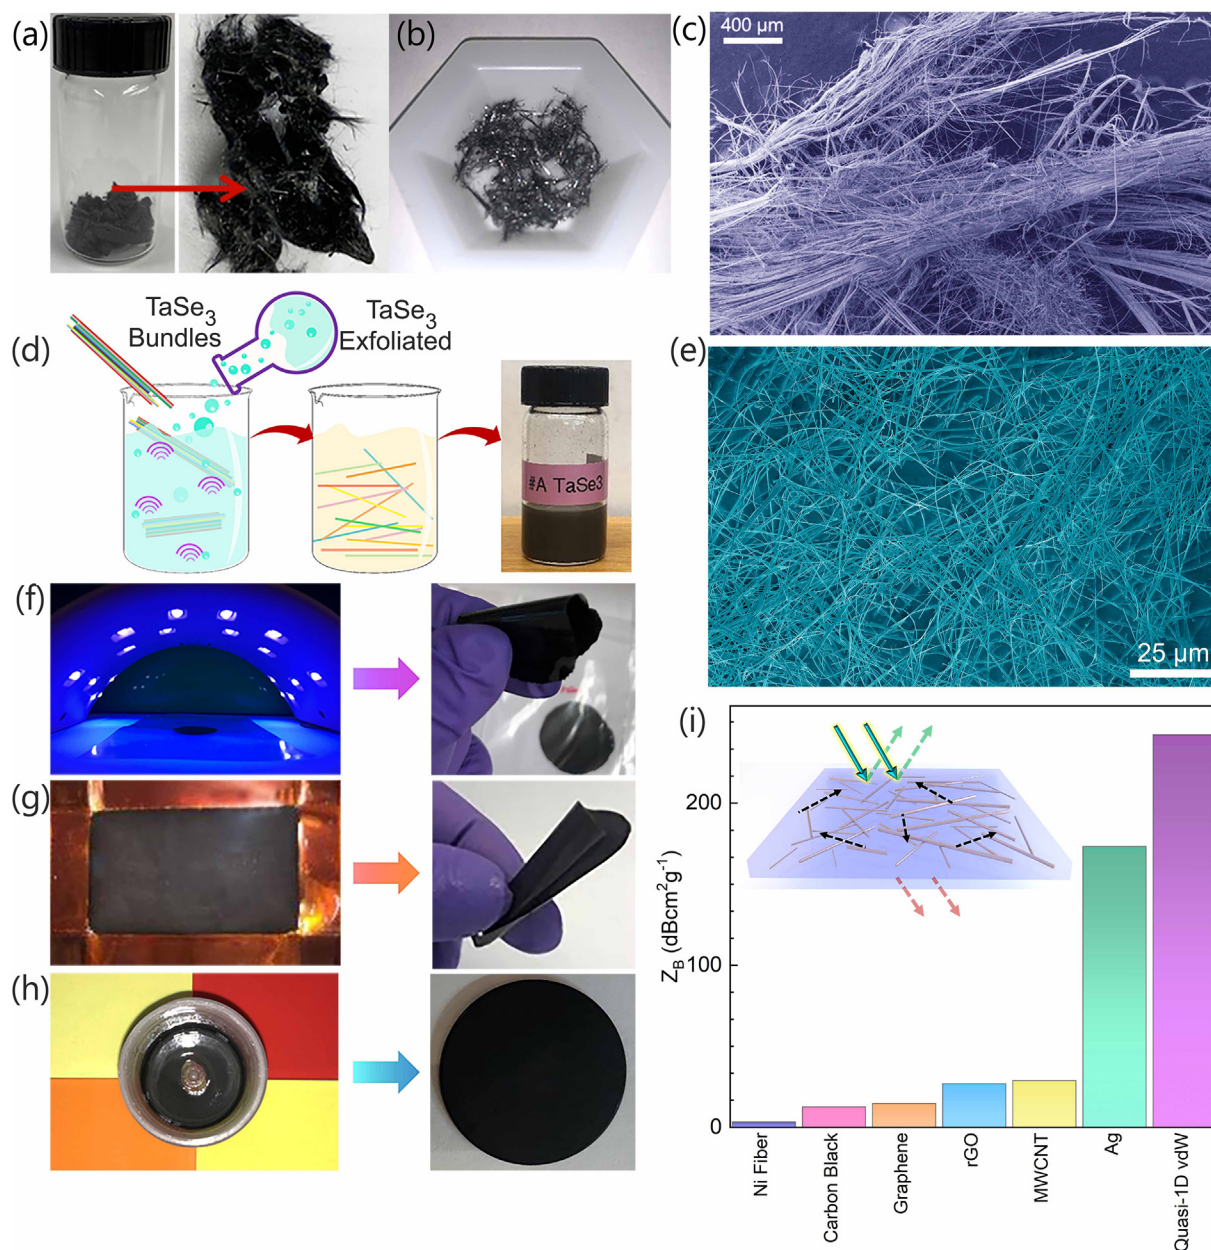 (a)
(b)
(c)
400 μm
(d)
TaSe3
Bundles
TaSe3
Exfoliated
#A TaSe3
(e)
25 μm
(f)
(g)
(h)
(i)
ZB (dBcm2g-1)
200
100
0
Ni Fiber
Carbon Black
Graphene
rGO
MWCNT
Ag
Quasi-1D vdW